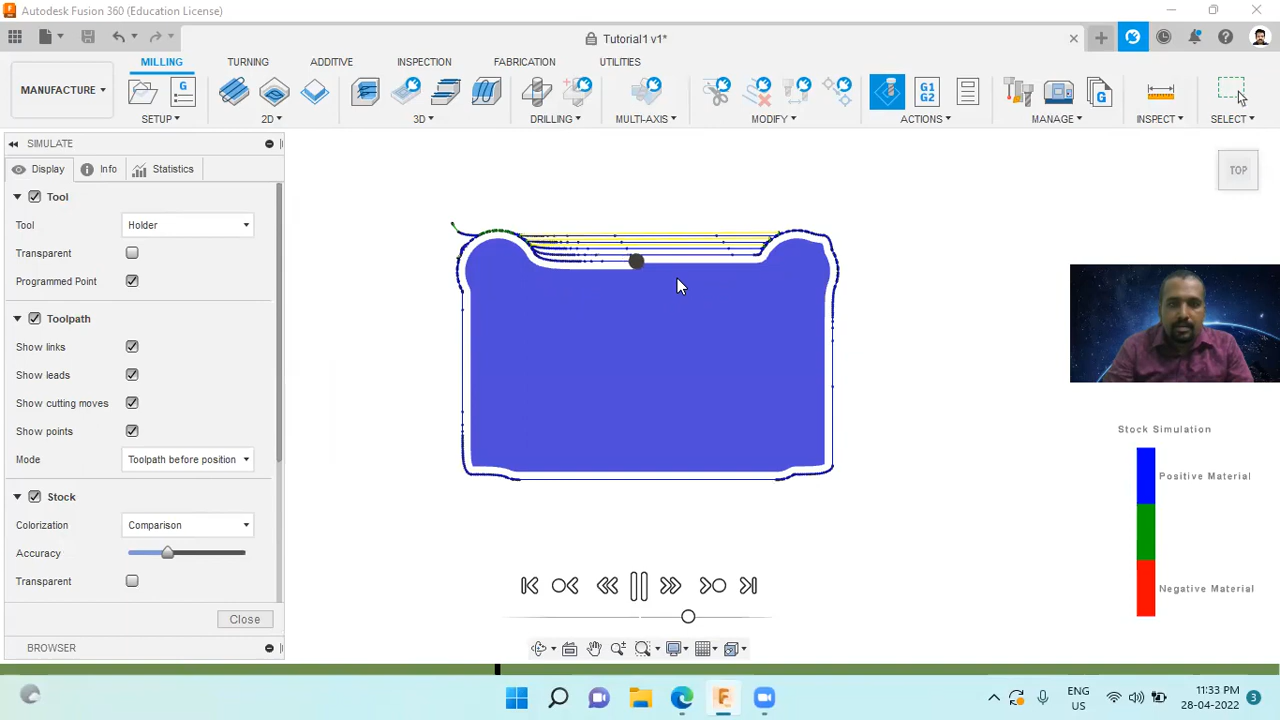 Autodesk Fusion 360 (Education License)
Tutorial1 v1*
MILLING TURNING ADDITIVE INSPECTION FABRICATION UTILITIES
MANUFACTURE
G
G1
G2
G
SETUP 2D 3D DRILLING MULTI-AXIS MODIFY ACTIONS MANAGE INSPECT SELECT
SIMULATE
Display Info Statistics
TOP
Tool
Tool Holder
Transparent
Programmed Point
Toolpath
Show links
Show leads
Show cutting moves
Show points
Mode Toolpath before position
Stock
Colorization Comparison
Accuracy
Transparent
Close
BROWSER
Stock Simulation
Positive Material
Negative Material
ENG
US
11:33 PM
28-04-2022
3